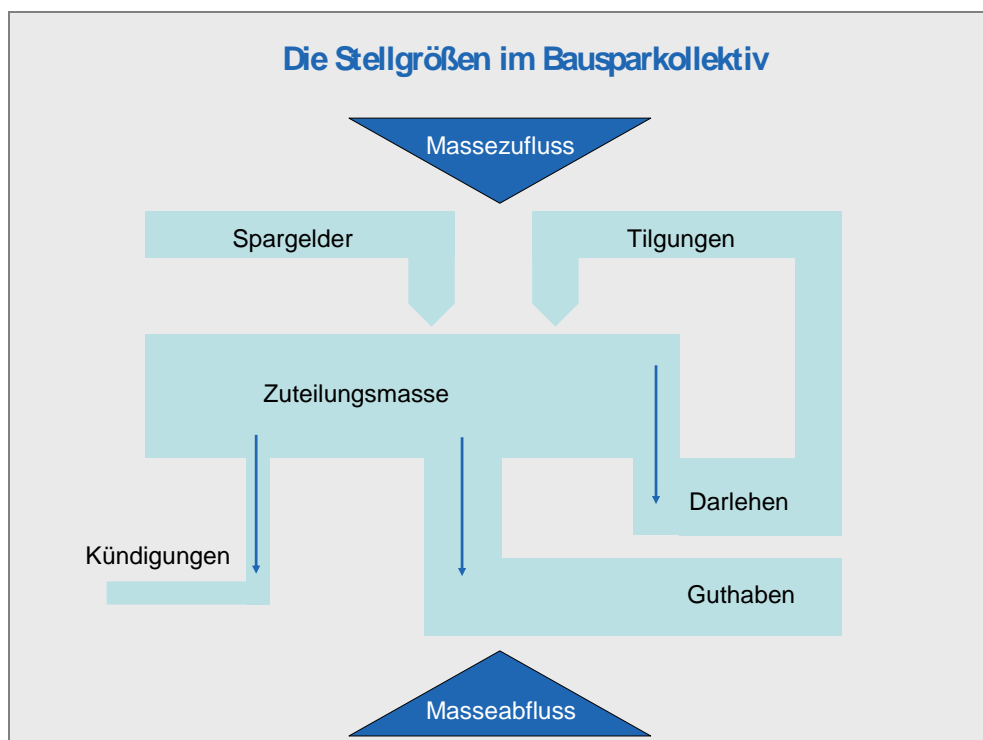 Die Stellgrößen im Bausparkollektiv
Massezufluss
Spargelder
Tilgungen
Zuteilungsmasse
Darlehen
Kündigungen
Guthaben
Masseabfluss